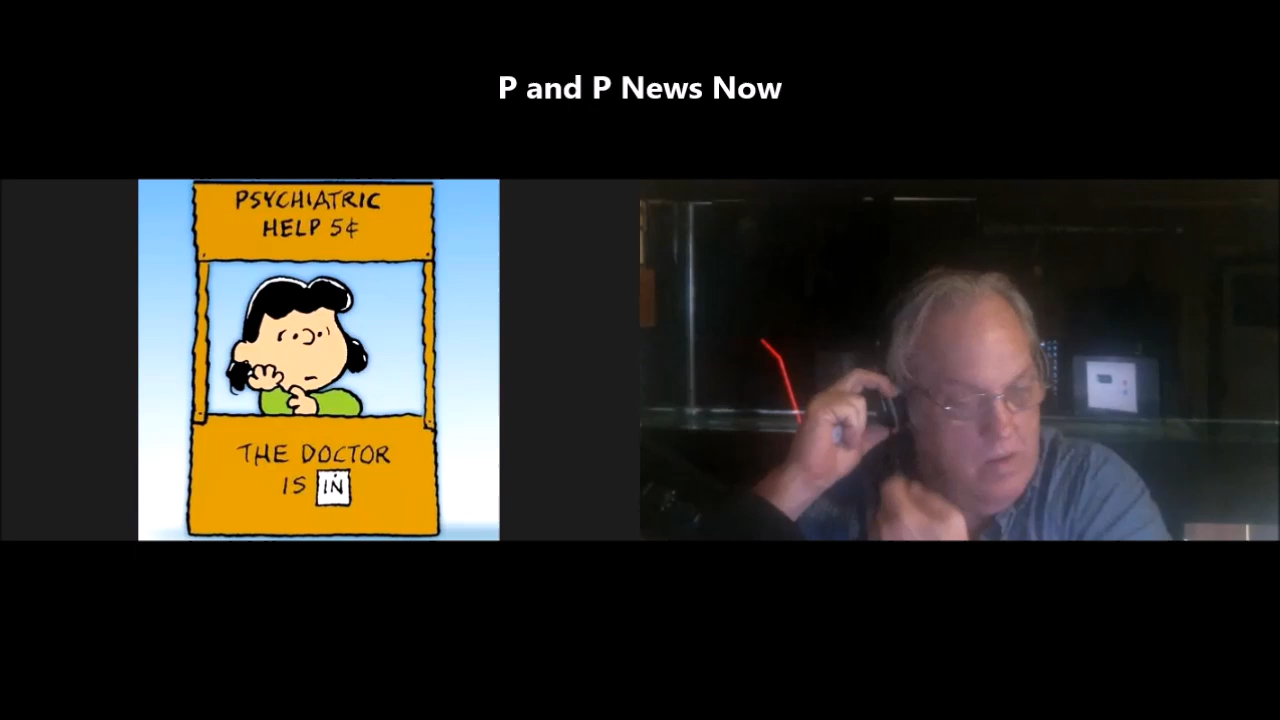 P and P News Now
PSYCHIATRIC
HELP 5¢
THE DOCTOR
IS IN